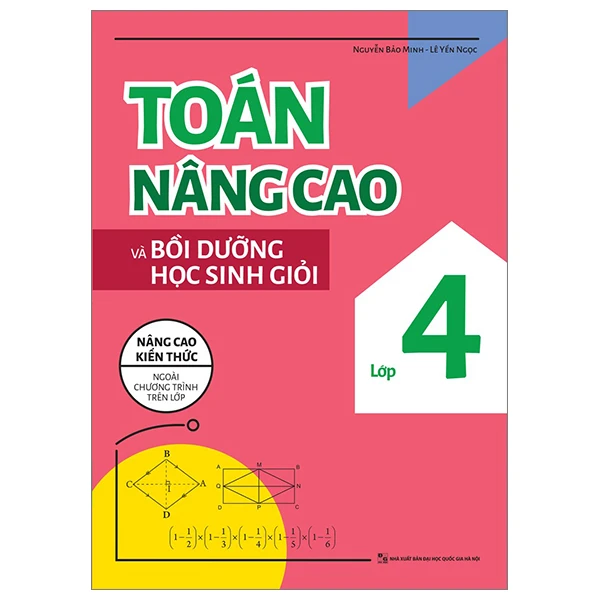 Nguyễn Bảo Minh - Lê Yến Ngọc
TOÁN
NÂNG CAO
VÀ BỒI DƯỠNG
HỌC SINH GIỎI
NÂNG CAO
KIẾN THỨC
NGOÀI
CHƯƠNG TRÌNH
TRÊN LỚP
Lớp 4
B
C I A
D
A M B
Q N
D P C
(1-1/2)×(1-1/3)×(1-1/4)×(1-1/5)×(1-1/6)
NHÀ XUẤT BẢN ĐẠI HỌC QUỐC GIA HÀ NỘI